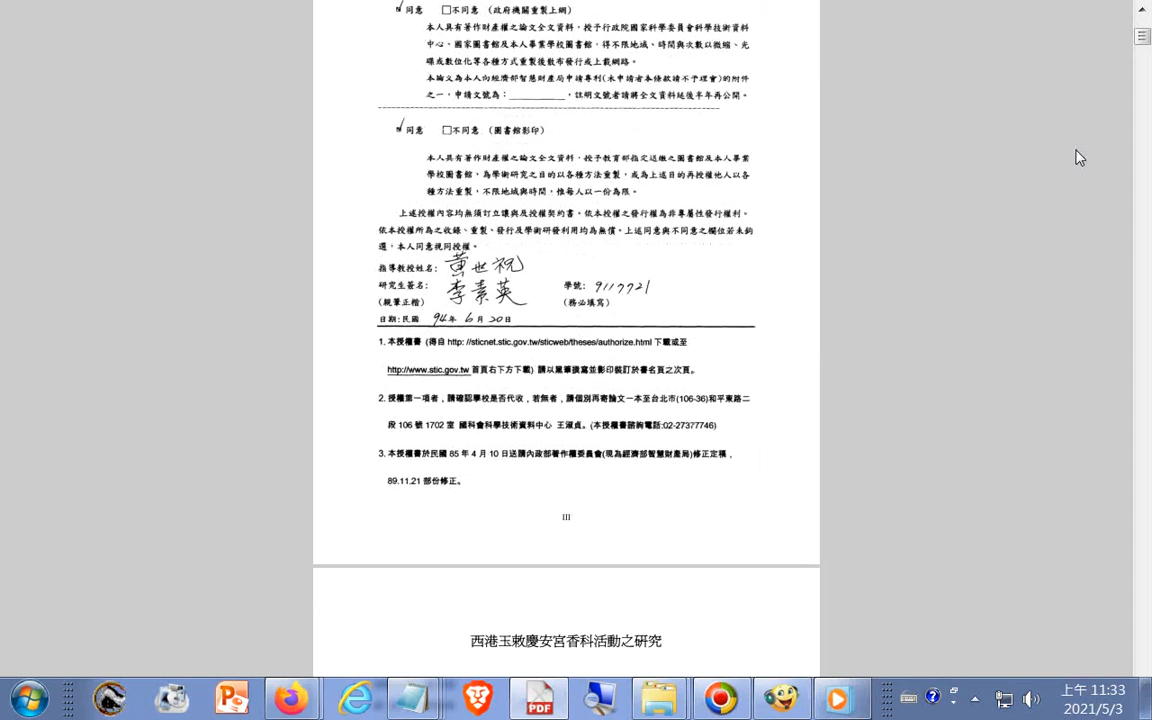 同意 □不同意 (政府機關重製上網)
本人具有著作財產權之論文全文資料，授予行政院國家科學委員會科學技術資料
中心、國家圖書館及本人畢業學校圖書館，得不限地域、時間與次數以微縮、光
碟或數位化等各種方式重製後散布發行或上載網路。
本論文為本人向經濟部智慧財產局申請專利(未申請者本條款請不予理會)的附件
之一，申請文號為：________，註明文號者請將全文資料延後半年再公開。
同意 □不同意 (圖書館影印)
本人具有著作財產權之論文全文資料，授予教育部指定送繳之圖書館及本人畢業
學校圖書館，為學術研究之目的以各種方法重製，或為上述目的再授權他人以各
種方法重製，不限地域與時間，惟每人以一份為限。
上述授權內容均無須訂立讓與及授權契約書。依本授權之發行權為非專屬性發行權利。
依本授權所為之收錄、重製、發行及學術研發利用均為無償。上述同意與不同意之欄位若未鉤
選，本人同意視同授權。
指導教授姓名: 黃世祝
研究生簽名: 李素英 學號: 9117721
(親筆正楷) (務必填寫)
日期:民國 94年 6月 20日
1. 本授權書 (得自 http: //sticnet.stic.gov.tw/sticweb/theses/authorize.html 下載或至
http://www.stic.gov.tw 首頁右下方下載) 請以黑筆撰寫並影印裝訂於書名頁之次頁。
2. 授權第一項者，請確認學校是否代收，若無者，請個別再寄論文一本至台北市(106-36)和平東路二
段 106 號 1702 室 國科會科學技術資料中心 王淑貞。(本授權書諮詢電話:02-27377746)
3. 本授權書於民國 85 年 4 月 10 日送請內政部著作權委員會(現為經濟部智慧財產局)修正定稿，
89.11.21 部份修正。
III
西港玉敕慶安宮香科活動之研究
PDF
上午 11:33
2021/5/3